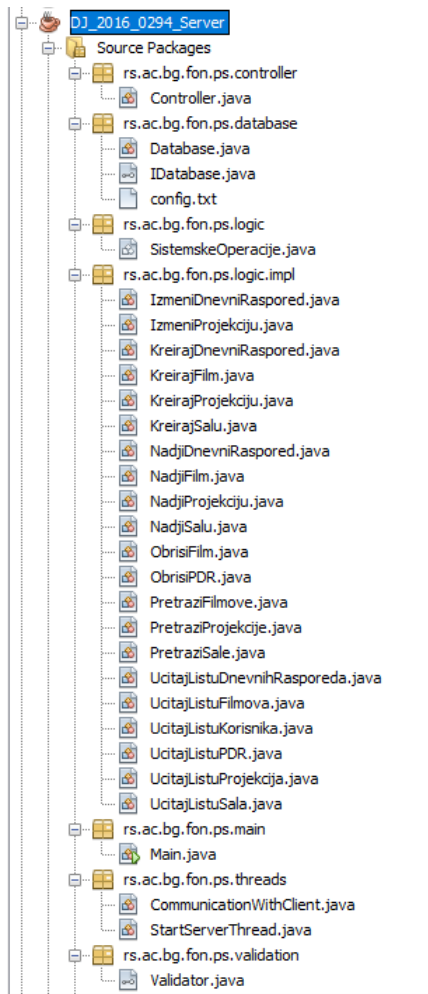 DJ_2016_0294_Server
Source Packages
rs.ac.bg.fon.ps.controller
Controller.java
rs.ac.bg.fon.ps.database
Database.java
IDatabase.java
config.txt
rs.ac.bg.fon.ps.logic
SistemskeOperacije.java
rs.ac.bg.fon.ps.logic.impl
IzmeniDnevniRaspored.java
IzmeniProjekciju.java
KreirajDnevniRaspored.java
KreirajFilm.java
KreirajProjekciju.java
KreirajSalu.java
NadjiDnevniRaspored.java
NadjiFilm.java
NadjiProjekciju.java
NadjiSalu.java
ObrisiFilm.java
ObrisiPDR.java
PretraziFilmove.java
PretraziProjekcije.java
PretraziSale.java
UcitajListuDnevnihRasporeda.java
UcitajListuFilmova.java
UcitajListuKorisnika.java
UcitajListuPDR.java
UcitajListuProjekcija.java
UcitajListuSala.java
rs.ac.bg.fon.ps.main
Main.java
rs.ac.bg.fon.ps.threads
CommunicationWithClient.java
StartServerThread.java
rs.ac.bg.fon.ps.validation
Validator.java